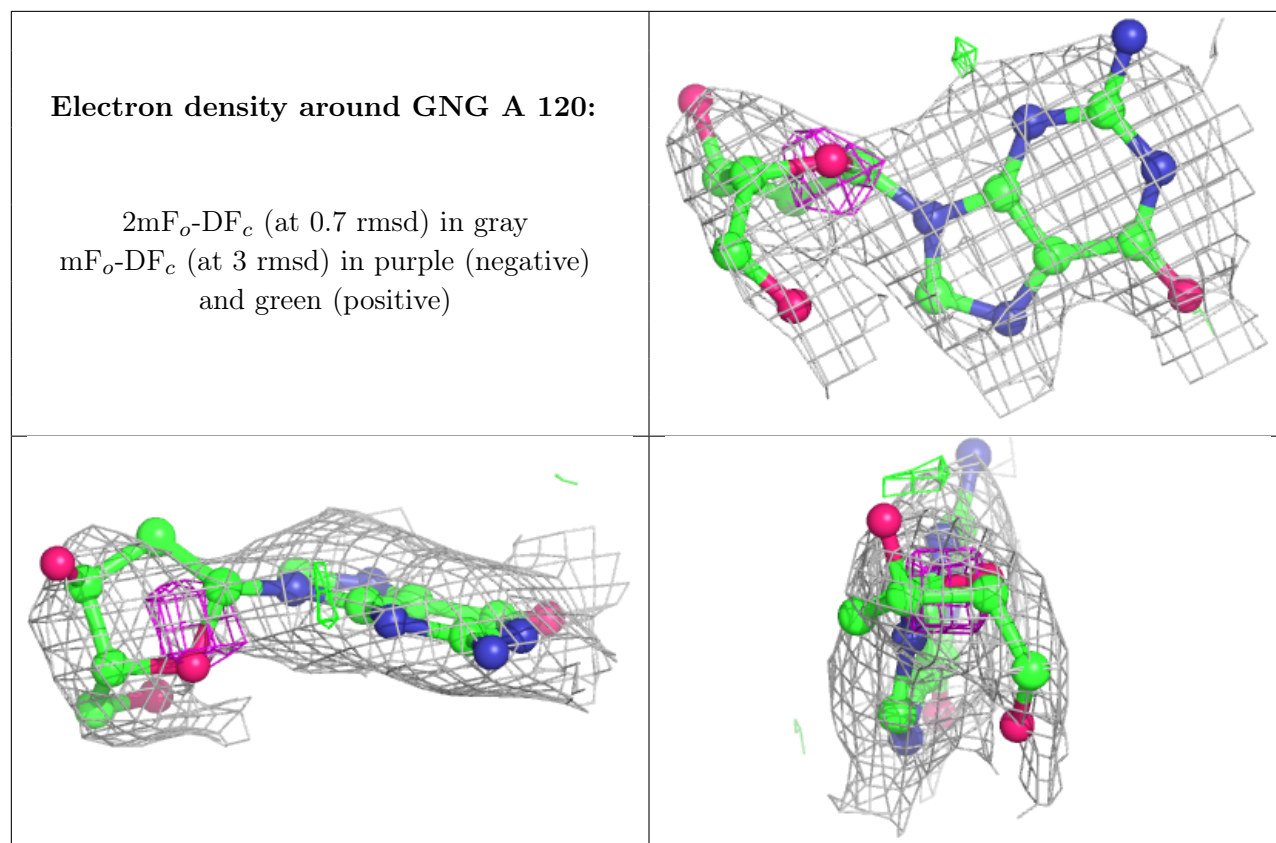 Electron density around GNG A 120:
2mFo-DFc (at 0.7 rmsd) in gray
mFo-DFc (at 3 rmsd) in purple (negative)
and green (positive)